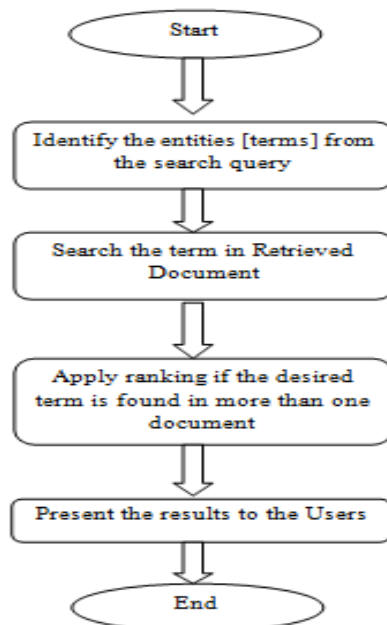 Start
Identify the entities [terms] from
the search query
Search the term in Retrieved
Document
Apply ranking if the desired
term is found in more than one
document
Present the results to the Users
End